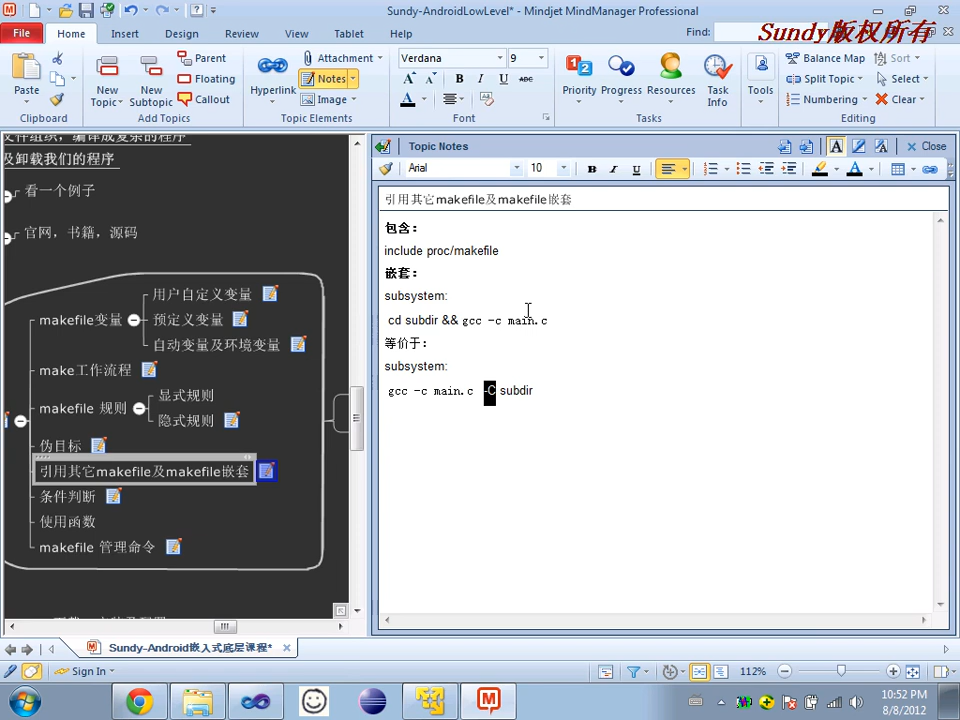 Sundy-AndroidLowLevel* - Mindjet MindManager Professional
File Home Insert Design Review View Tablet Help Find:
Sundy版权所有
Paste
Clipboard
New Topic
New Subtopic
Parent
Floating
Callout
Add Topics
Hyperlink
Attachment
Notes
Image
Topic Elements
Verdana 9
Font
Priority
Progress
Resources
Task Info
Tasks
Tools
Balance Map
Split Topic
Numbering
Sort
Select
Clear
Editing
文件组织，编译成复杂的程序
及卸载我们的程序
看一个例子
官网，书籍，源码
makefile变量
用户自定义变量
预定义变量
自动变量及环境变量
make工作流程
makefile 规则
显式规则
隐式规则
伪目标
引用其它makefile及makefile嵌套
条件判断
使用函数
makefile 管理命令
Topic Notes
Close
Arial 10
引用其它makefile及makefile嵌套
包含：
include proc/makefile
嵌套：
subsystem:
cd subdir && gcc -c main.c
等价于：
subsystem:
gcc -c main.c -C subdir
Sundy-Android嵌入式底层课程*
Sign In
112%
10:52 PM
8/8/2012